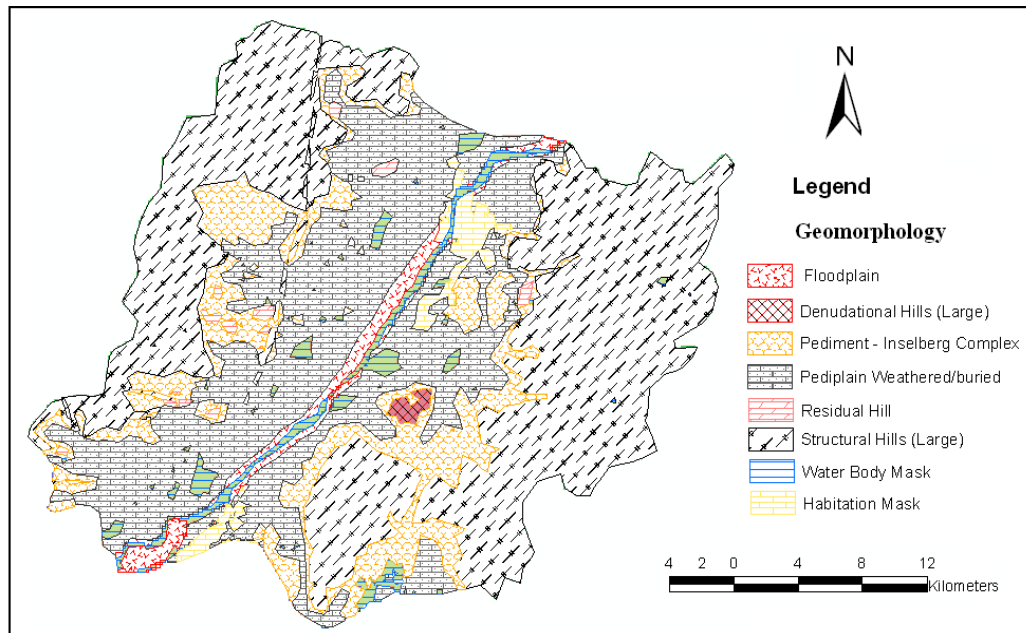 N
Legend
Geomorphology
Floodplain
Denudational Hills (Large)
Pediment - Inselberg Complex
Pediplain Weathered/buried
Residual Hill
Structural Hills (Large)
Water Body Mask
Habitation Mask
4 2 0 4 8 12
Kilometers